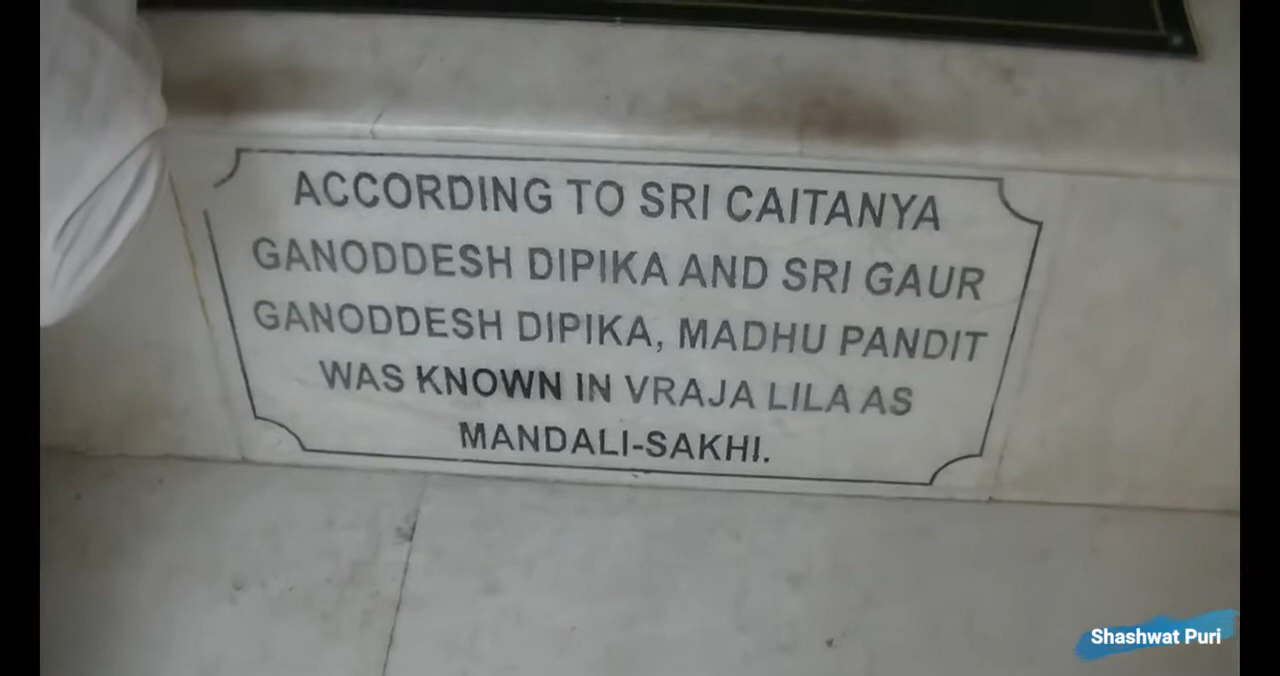 ACCORDING TO SRI CAITANYA
GANODDESH DIPIKA AND SRI GAUR
GANODDESH DIPIKA, MADHU PANDIT
WAS KNOWN IN VRAJA LILA AS
MANDALI-SAKHI.
Shashwat Puri